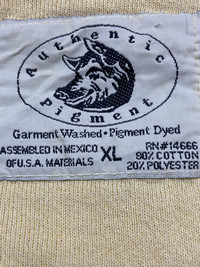 Authentic
Pigment
Garment Washed • Pigment Dyed
ASSEMBLED IN MEXICO
OF U.S.A. MATERIALS
XL
RN#14666
80% COTTON
20% POLYESTER